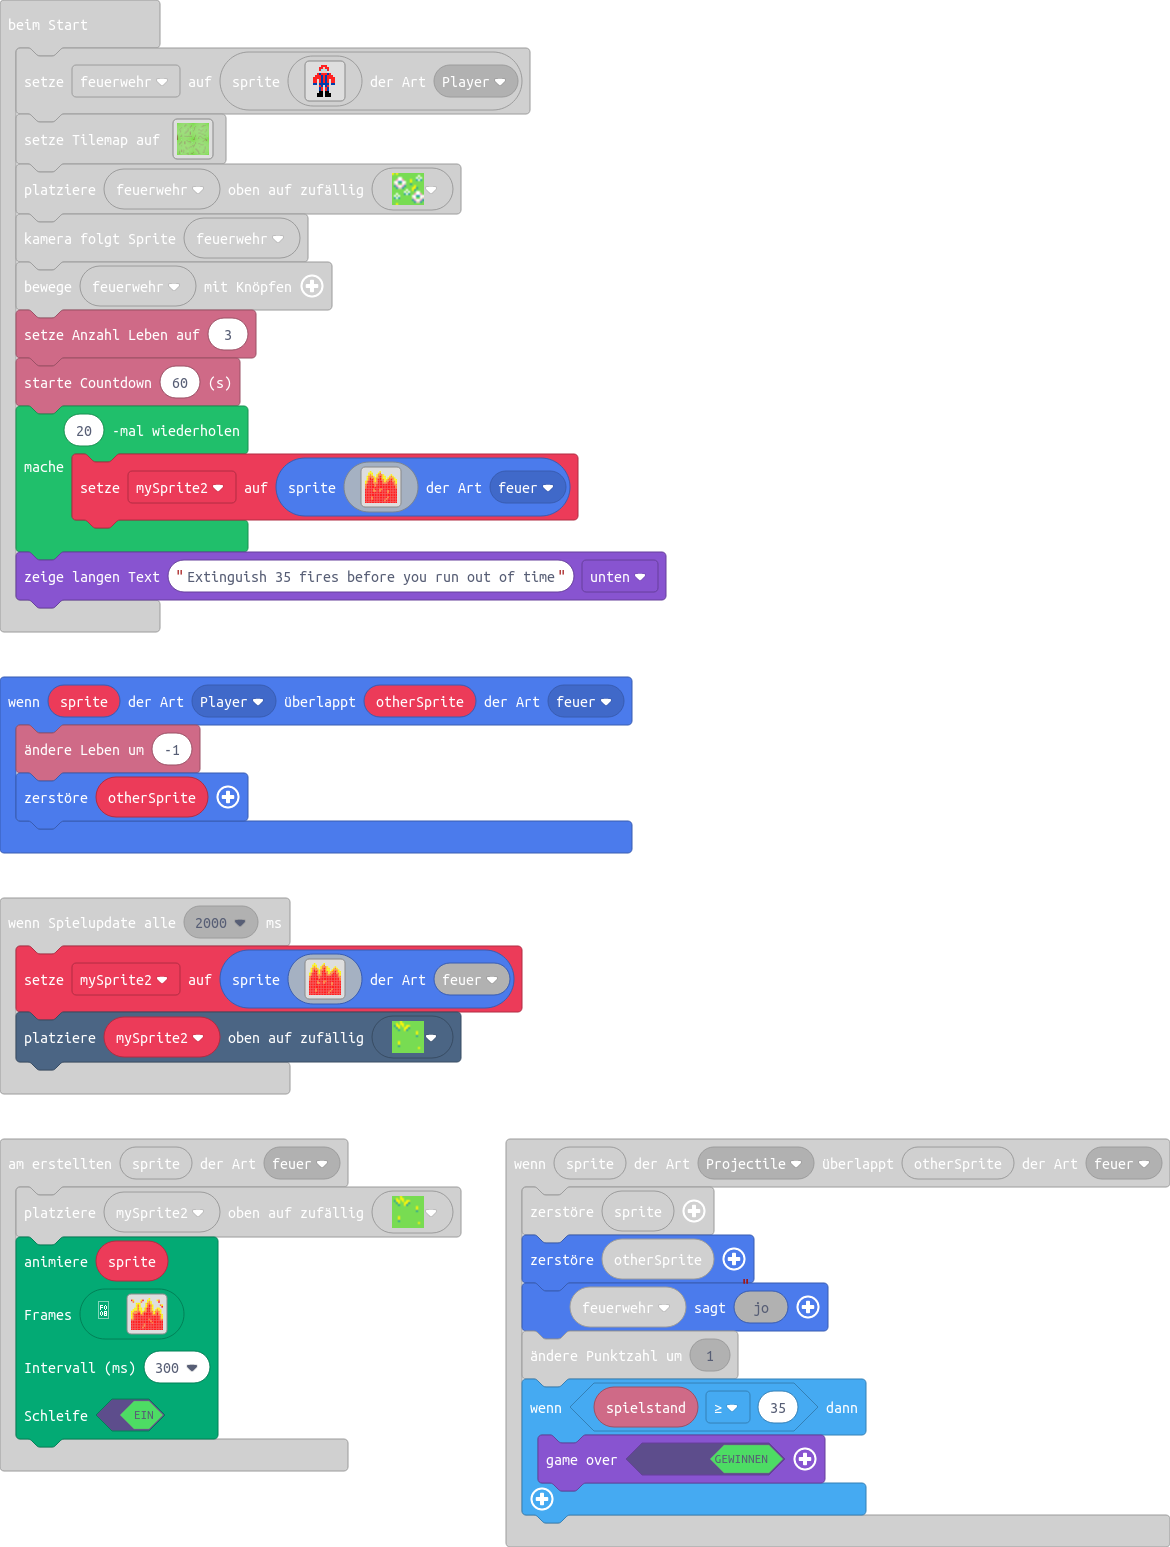 beim Start
setze feuerwehr auf sprite der Art Player
setze Tilemap auf
platziere feuerwehr oben auf zufällig
kamera folgt Sprite feuerwehr
bewege feuerwehr mit Knöpfen
setze Anzahl Leben auf 3
starte Countdown 60 (s)
20 -mal wiederholen
mache
setze mySprite2 auf sprite der Art feuer
zeige langen Text "Extinguish 35 fires before you run out of time" unten
wenn sprite der Art Player überlappt otherSprite der Art feuer
ändere Leben um -1
zerstöre otherSprite
wenn Spielupdate alle 2000 ms
setze mySprite2 auf sprite der Art feuer
platziere mySprite2 oben auf zufällig
am erstellten sprite der Art feuer
platziere mySprite2 oben auf zufällig
animiere sprite
Frames
Intervall (ms) 300
Schleife EIN
wenn sprite der Art Projectile überlappt otherSprite der Art feuer
zerstöre sprite
zerstöre otherSprite
feuerwehr sagt "jo
ändere Punktzahl um 1
wenn spielstand ≥ 35 dann
game over GEWINNEN